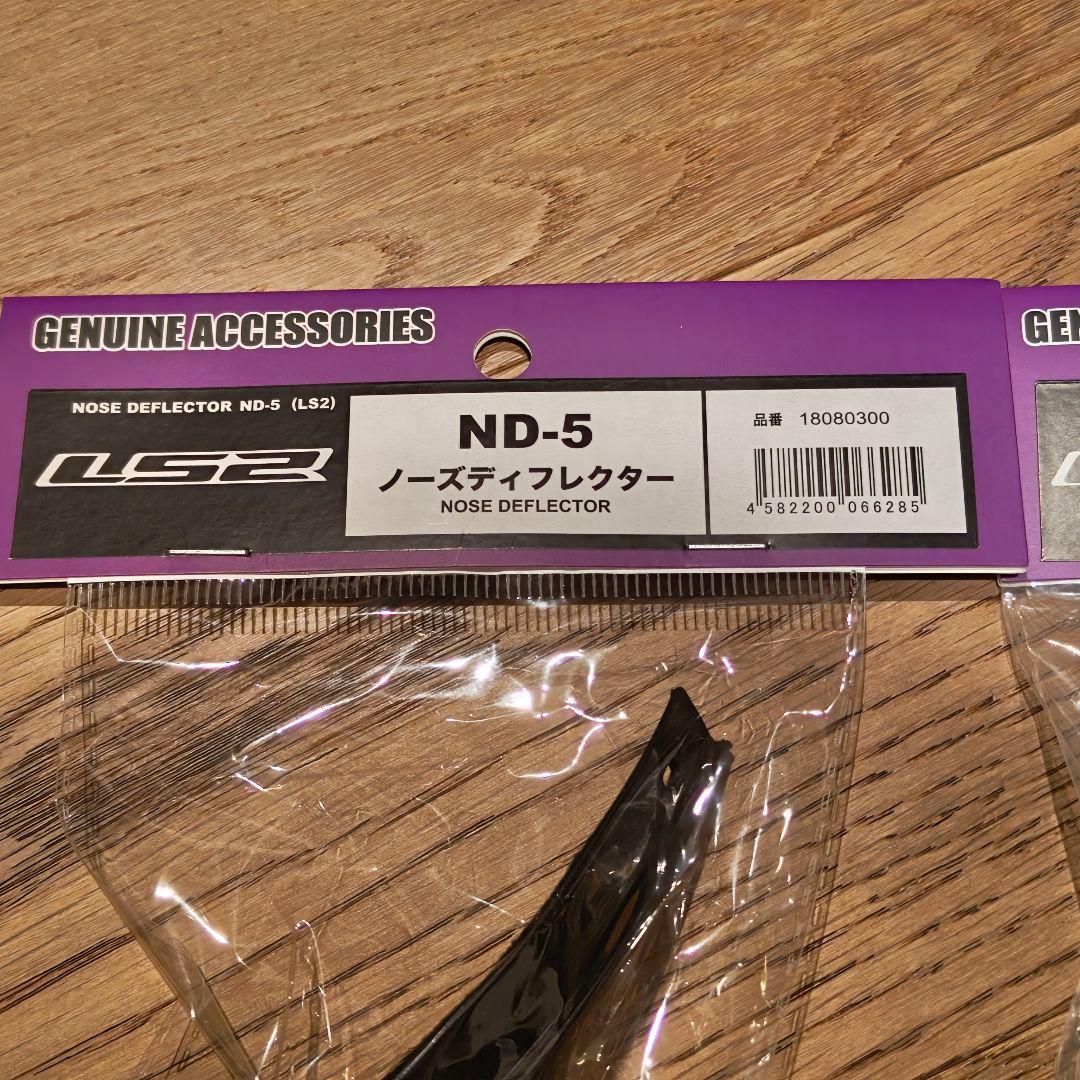 GENUINE ACCESSORIES
NOSE DEFLECTOR ND-5 (LS2)
LS2
ND-5
ノーズディフレクター
NOSE DEFLECTOR
品番 18080300
4 582200 066285
GEN